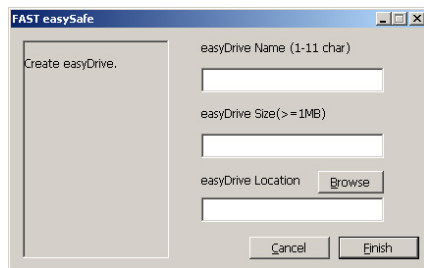 FAST easySafe
Create easyDrive.
easyDrive Name (1-11 char)
easyDrive Size(>=1MB)
easyDrive Location
Browse
Cancel
Finish